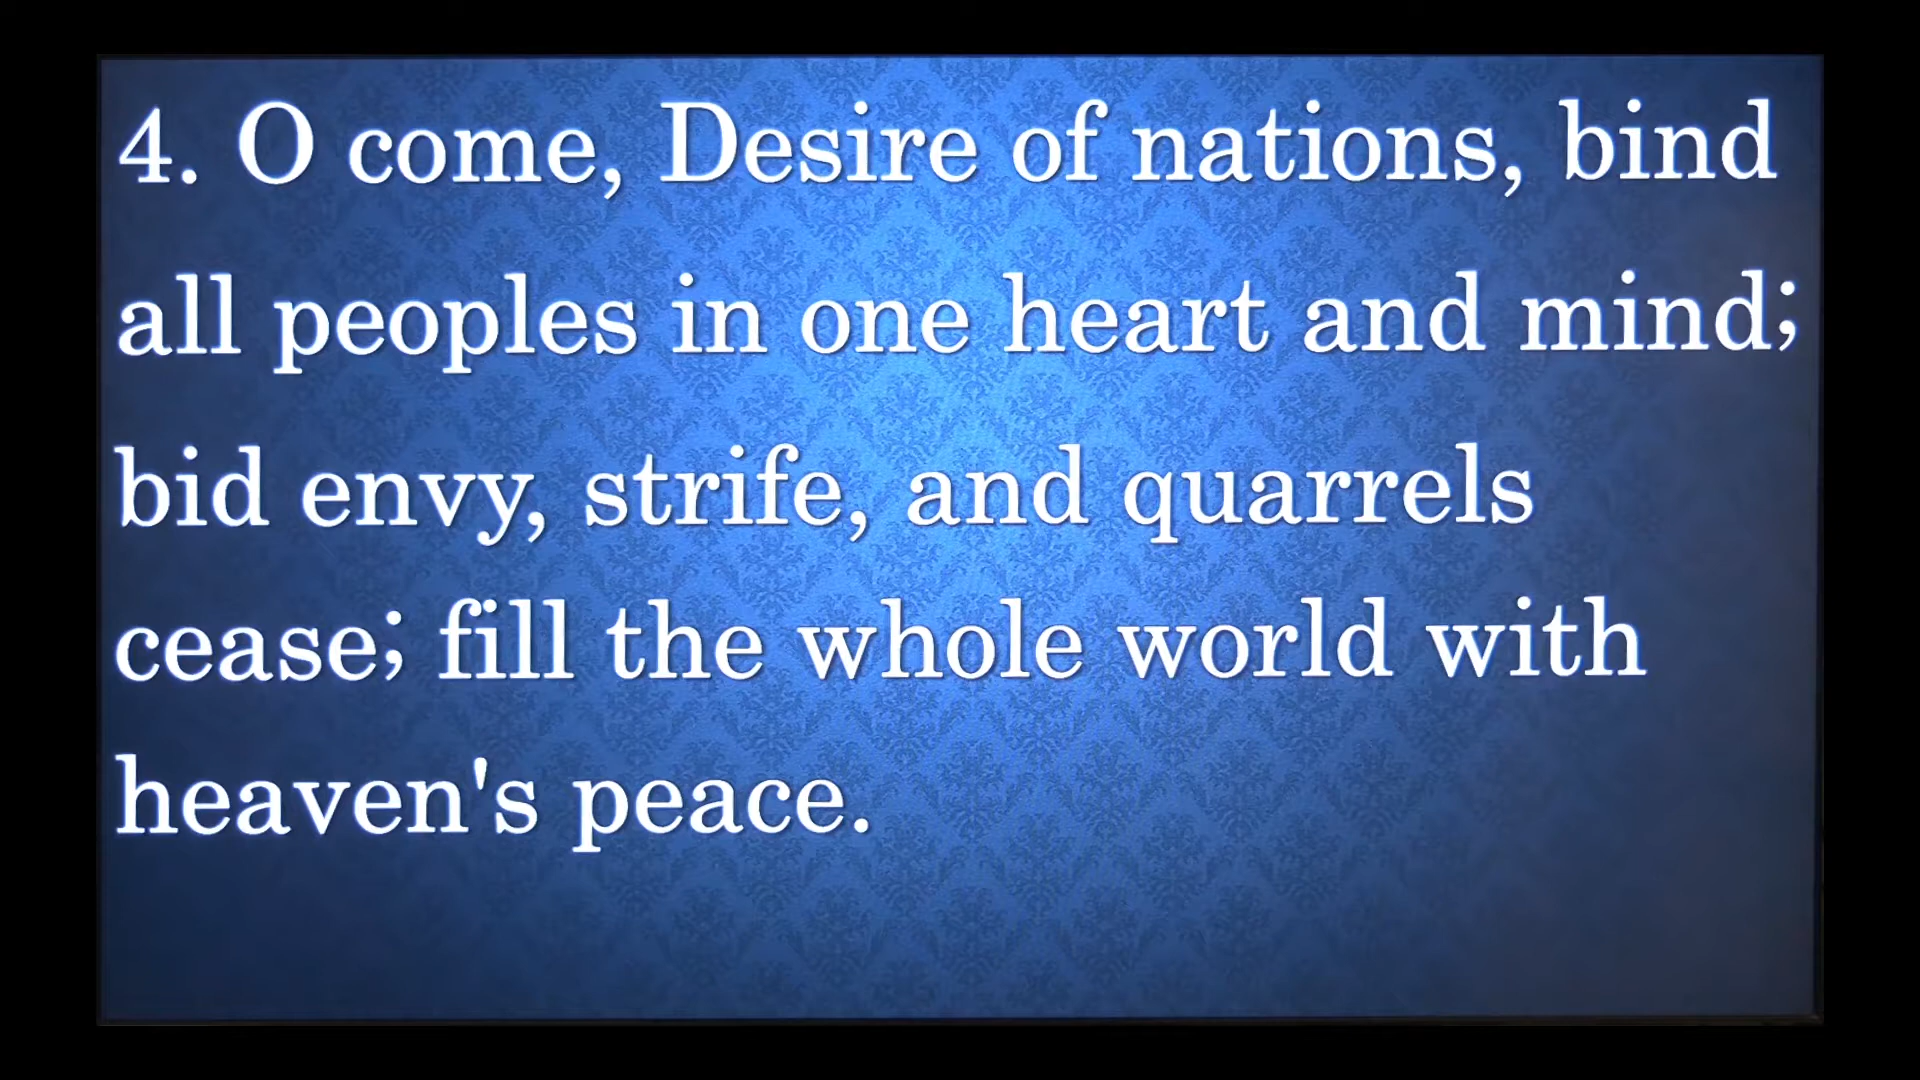 4. O come, Desire of nations, bind
all peoples in one heart and mind;
bid envy, strife, and quarrels
cease; fill the whole world with
heaven's peace.